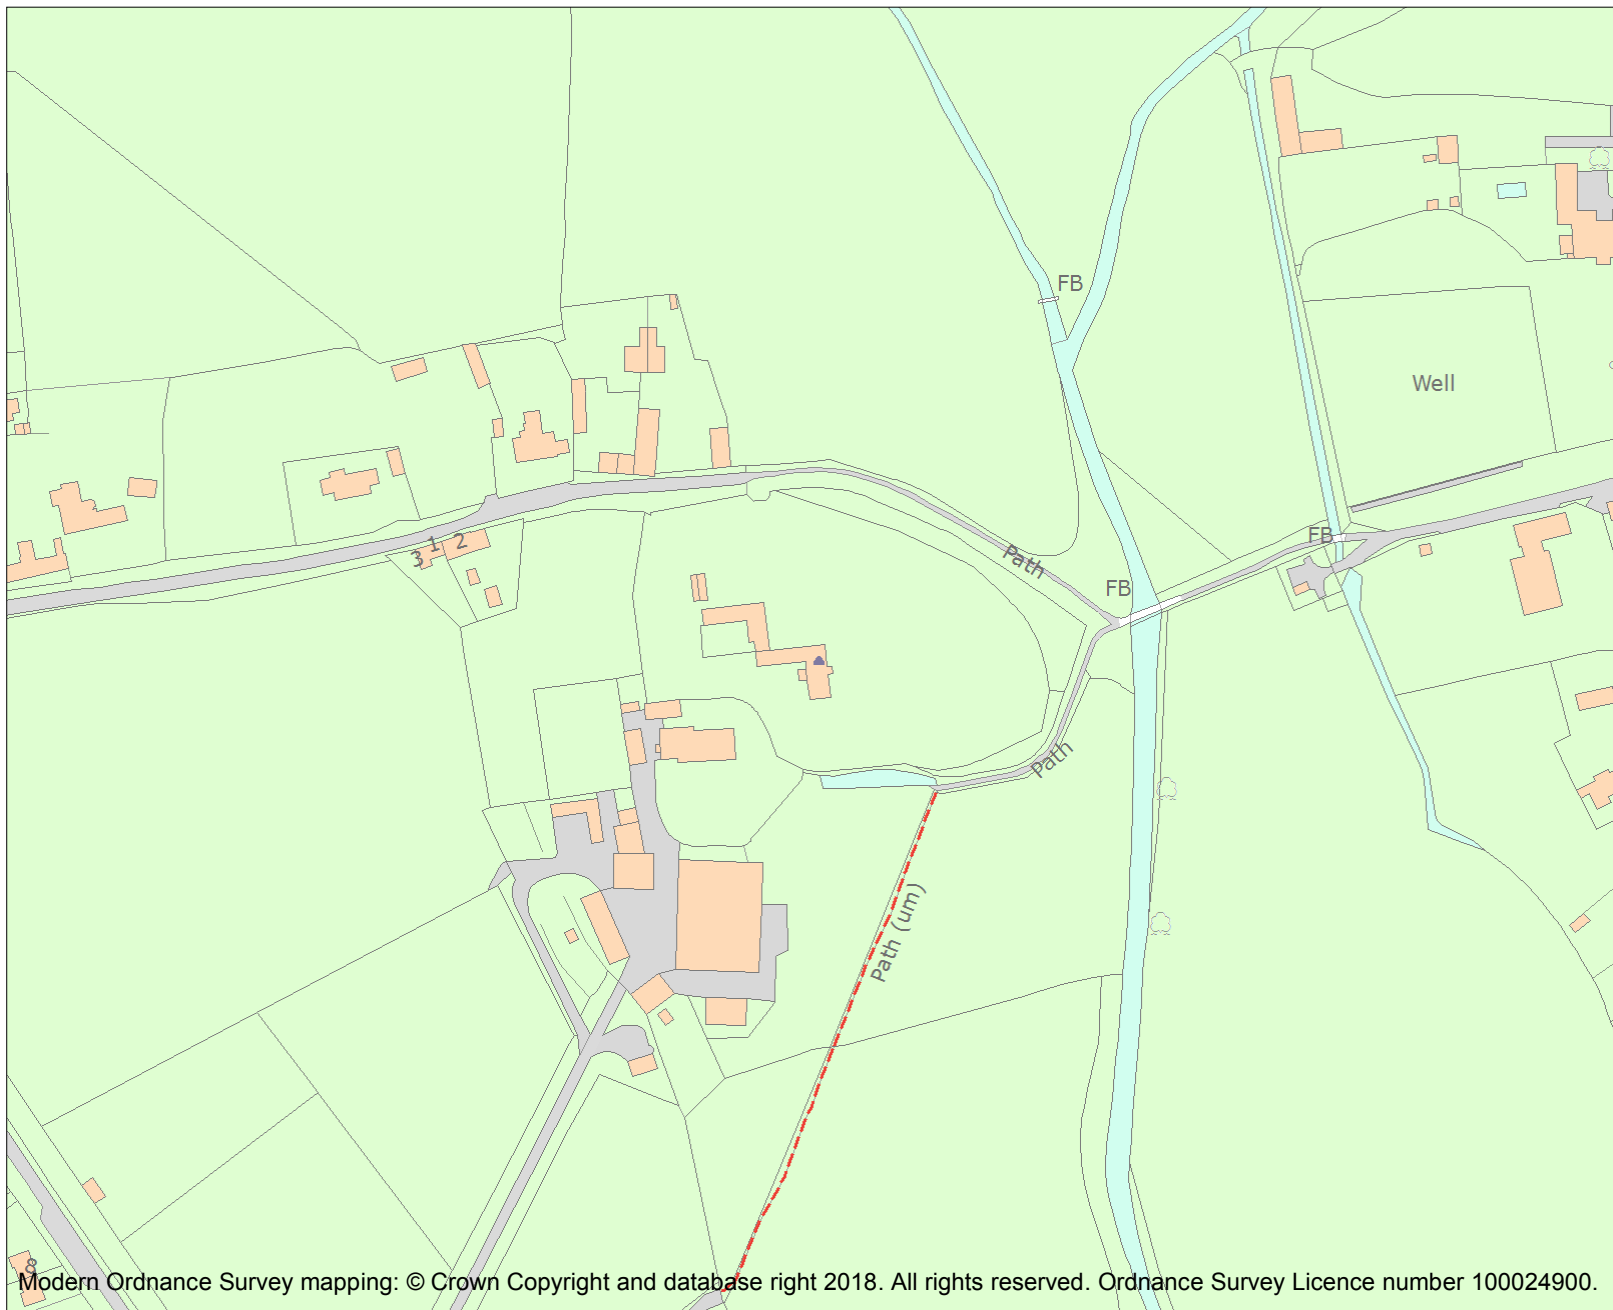 FB
Well
FB
Path
1 2
3
FB
Path
Path (um)
8
Modern Ordnance Survey mapping: © Crown Copyright and database right 2018. All rights reserved. Ordnance Survey Licence number 100024900.